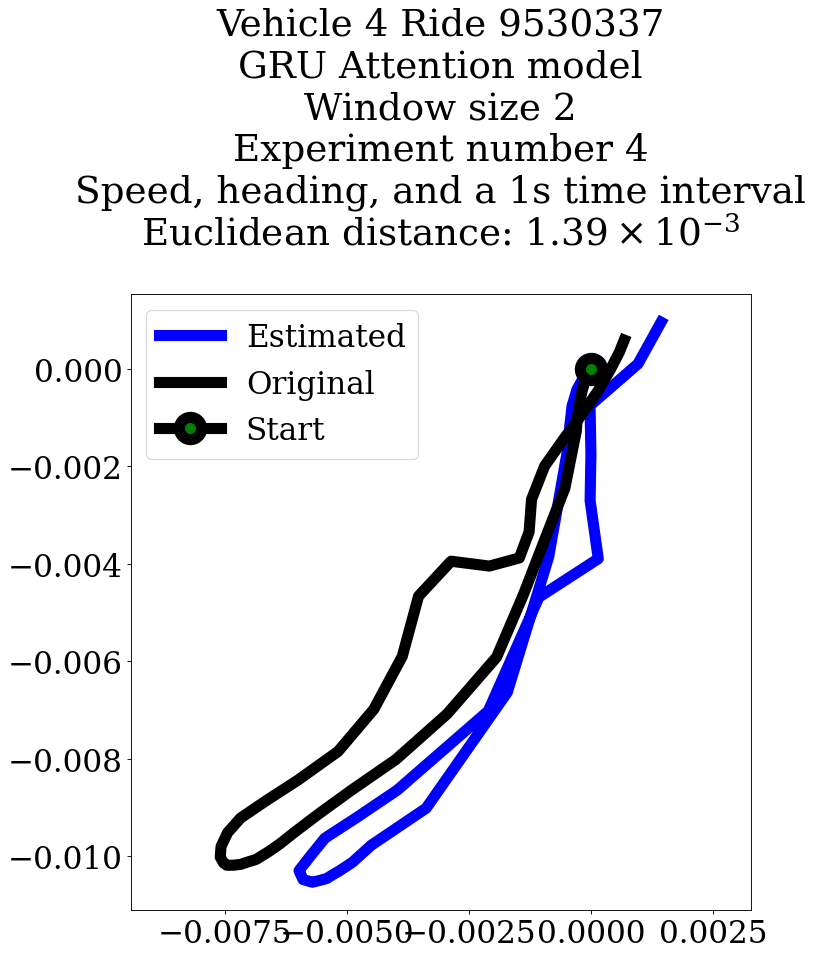 Vehicle 4 Ride 9530337
GRU Attention model
Window size 2
Experiment number 4
Speed, heading, and a 1s time interval
Euclidean distance: 1.39 × 10⁻³
Estimated
Original
Start
0.000
−0.002
−0.004
−0.006
−0.008
−0.010
−0.0075 −0.0050 −0.0025 0.0000 0.0025